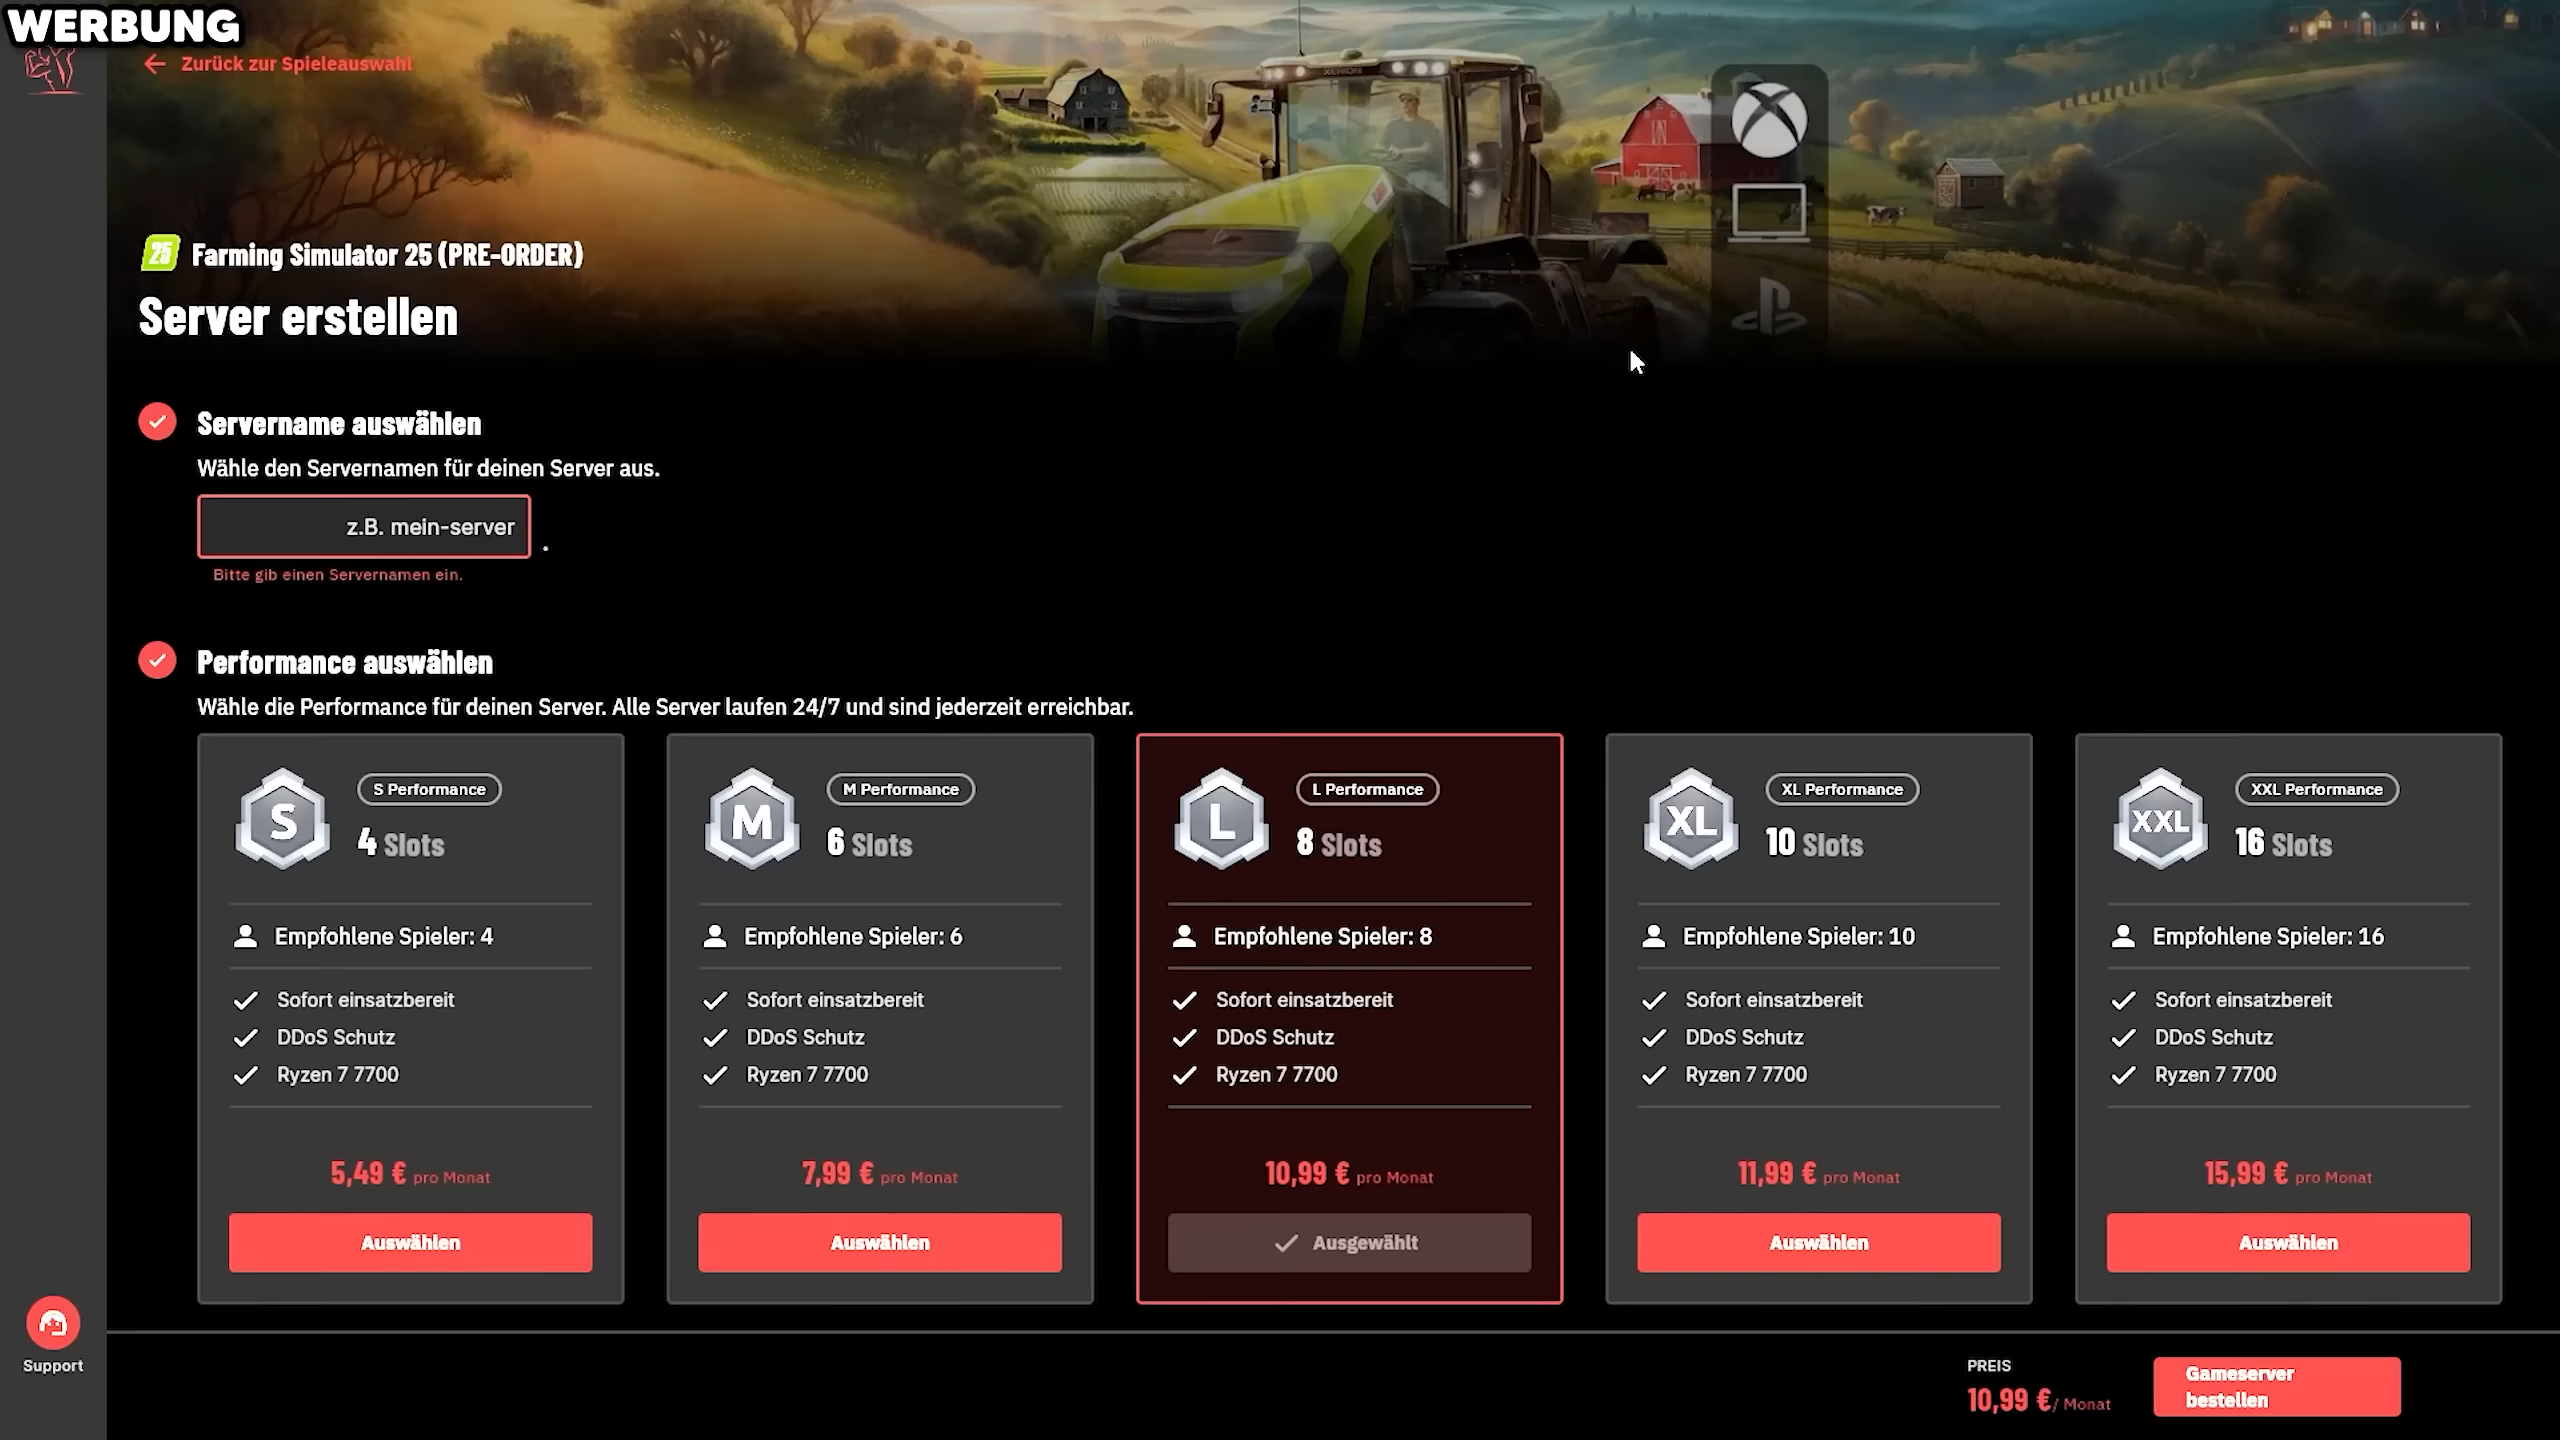 WERBUNG
Zurück zur Spieleauswahl
XERION
25 Farming Simulator 25 (PRE-ORDER)
Server erstellen
Servername auswählen
Wähle den Servernamen für deinen Server aus.
z.B. mein-server .
Bitte gib einen Servernamen ein.
Performance auswählen
Wähle die Performance für deinen Server. Alle Server laufen 24/7 und sind jederzeit erreichbar.
S
S Performance
4 Slots
Empfohlene Spieler: 4
Sofort einsatzbereit
DDoS Schutz
Ryzen 7 7700
5,49 € pro Monat
Auswählen
M
M Performance
6 Slots
Empfohlene Spieler: 6
Sofort einsatzbereit
DDoS Schutz
Ryzen 7 7700
7,99 € pro Monat
Auswählen
L
L Performance
8 Slots
Empfohlene Spieler: 8
Sofort einsatzbereit
DDoS Schutz
Ryzen 7 7700
10,99 € pro Monat
Ausgewählt
XL
XL Performance
10 Slots
Empfohlene Spieler: 10
Sofort einsatzbereit
DDoS Schutz
Ryzen 7 7700
11,99 € pro Monat
Auswählen
XXL
XXL Performance
16 Slots
Empfohlene Spieler: 16
Sofort einsatzbereit
DDoS Schutz
Ryzen 7 7700
15,99 € pro Monat
Auswählen
Support
PREIS
10,99 € / Monat
Gameserver
bestellen